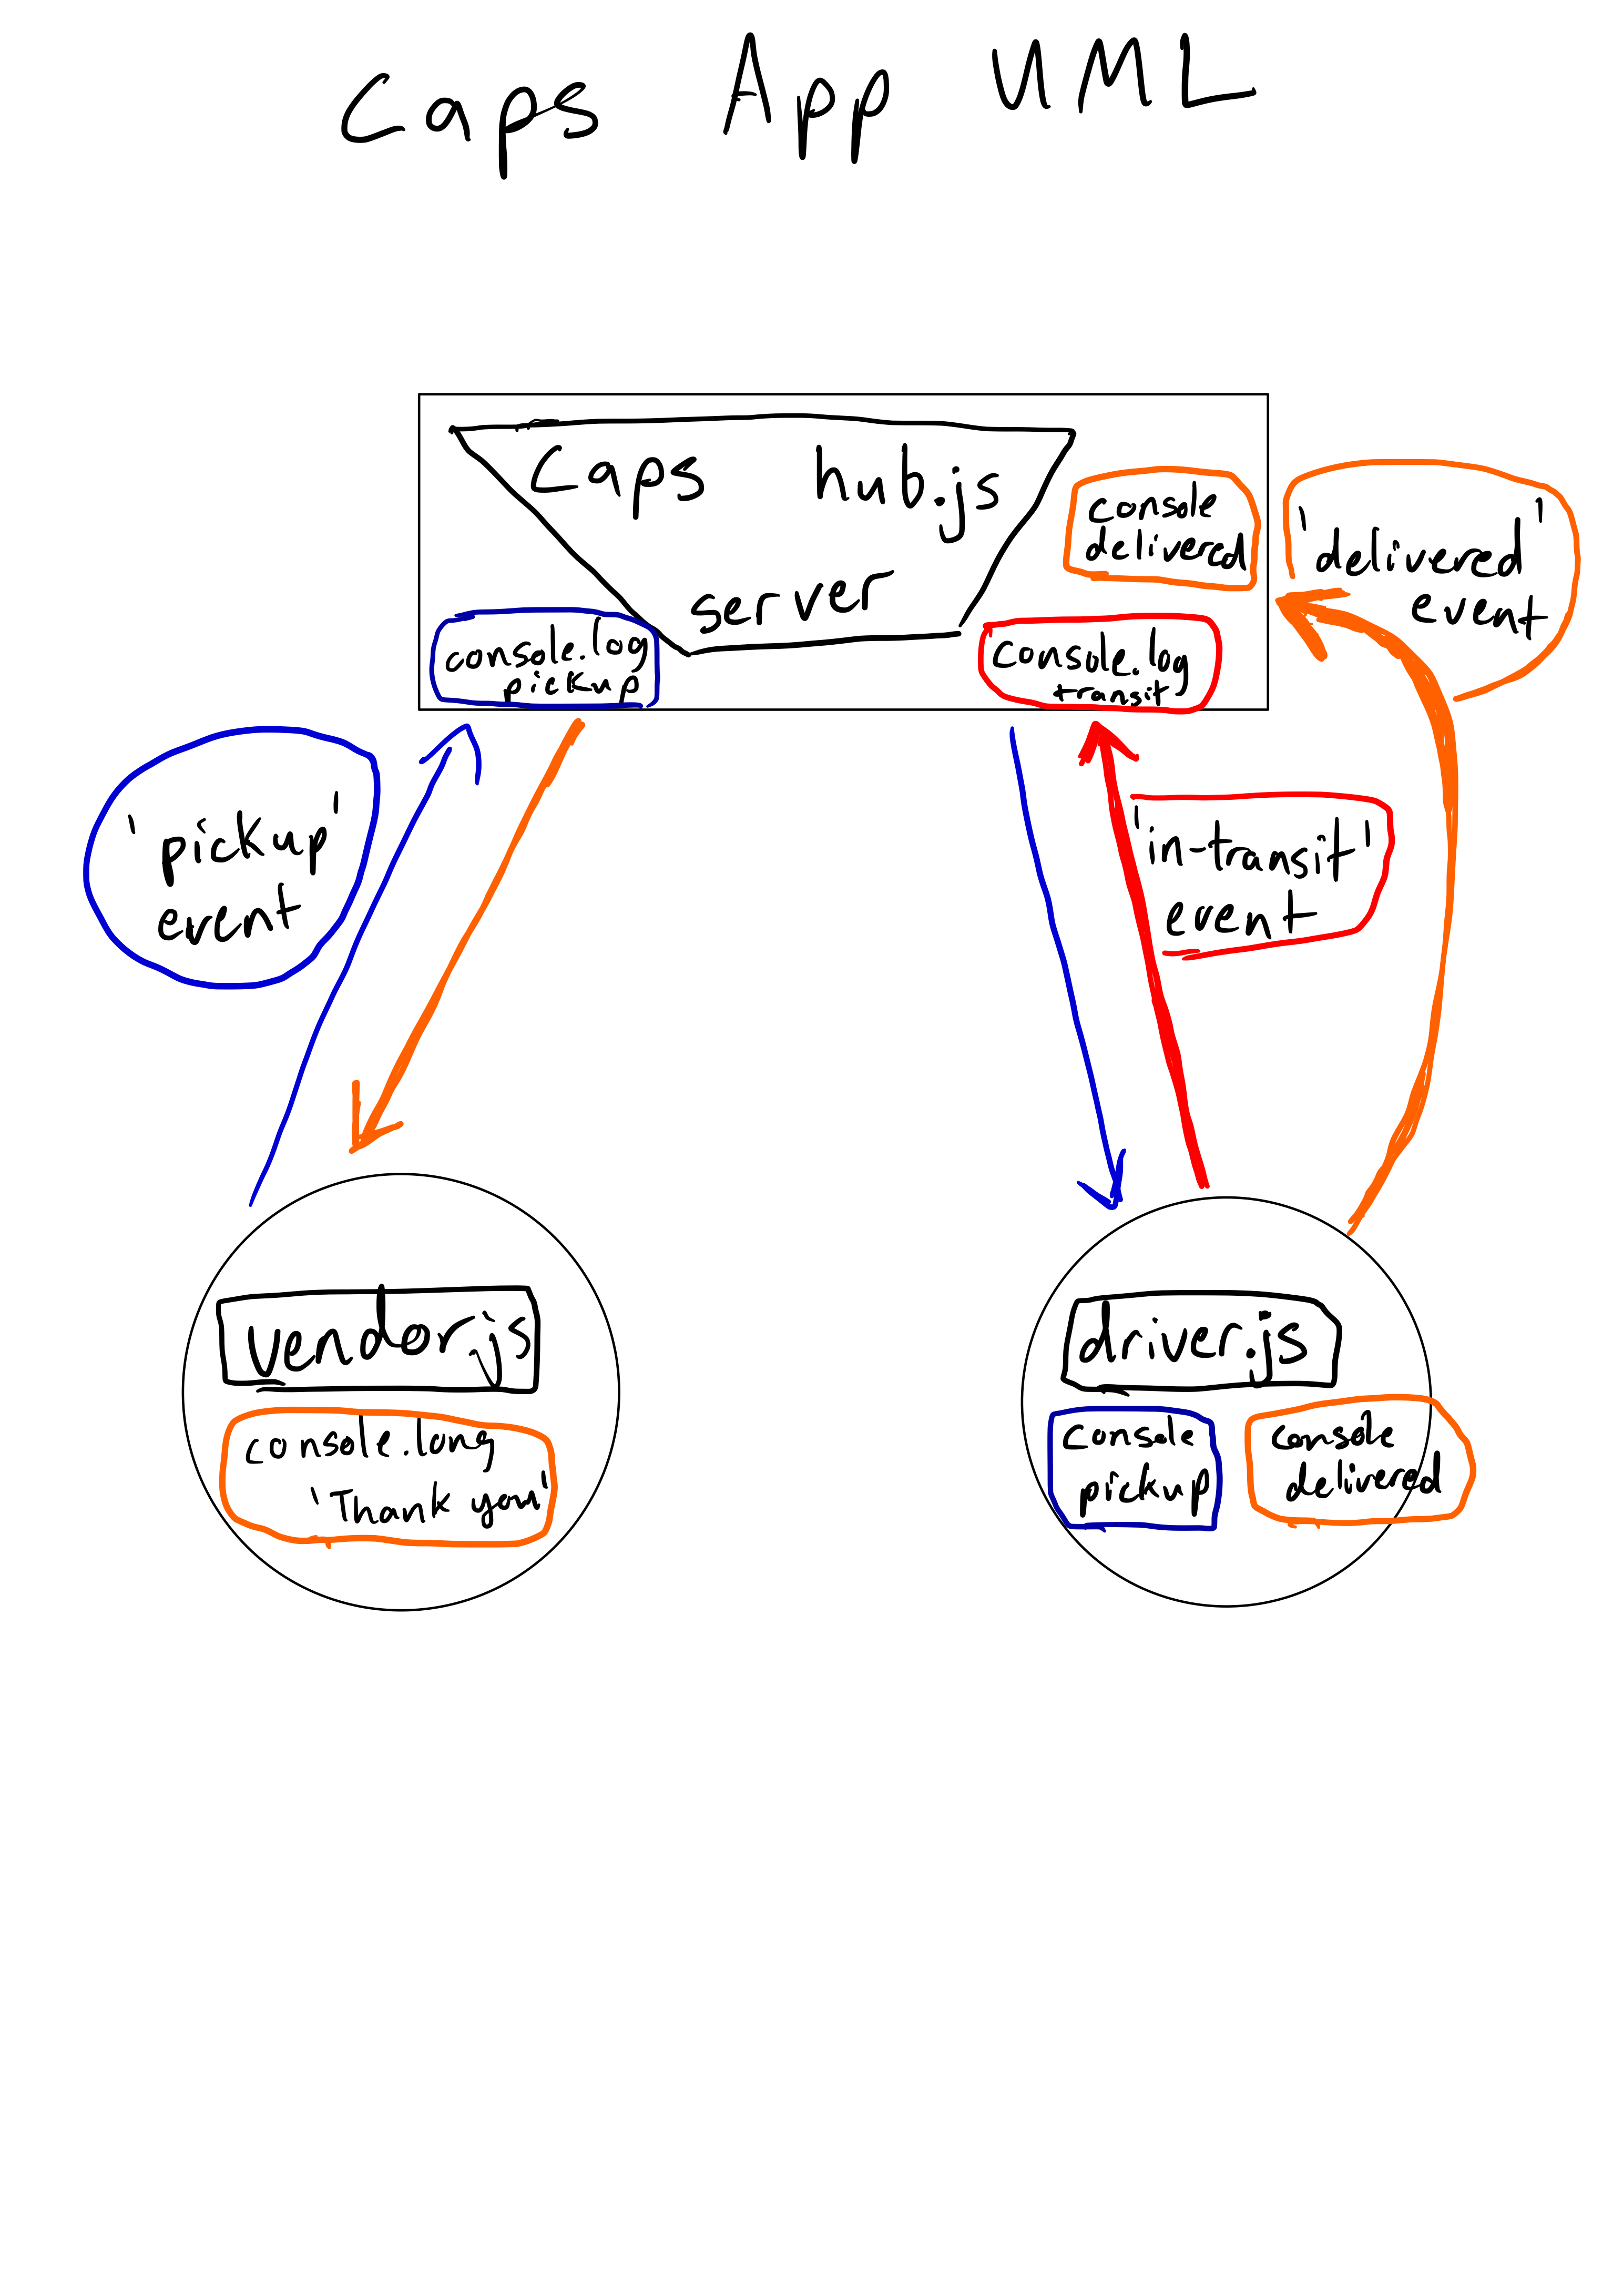 Caps App UML
Caps hub.js
server
console
delivered
console.log
pickup
console.log
transit
'delivered'
event
'pickup'
event
'in-transit'
event
vendor.js
console.long
'Thank you'
driver.js
console
pickup
console
delivered